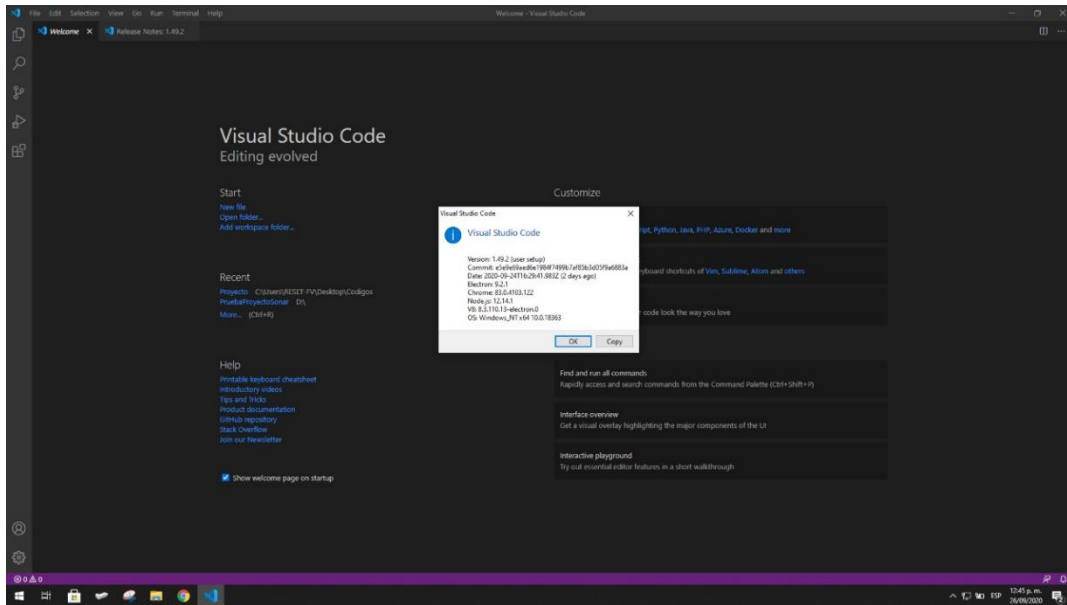 File Edit Selection View Go Run Terminal Help
Welcome - Visual Studio Code
Welcome
Release Notes: 1.49.2
Visual Studio Code
Editing evolved
Start
New file
Open folder...
Add workspace folder...
Recent
Proyecto C:\Users\RESET-FV\Desktop\Codigos
PruebaProyectoSonar D:\
More... (Ctrl+R)
Help
Printable keyboard cheatsheet
Introductory videos
Tips and Tricks
Product documentation
GitHub repository
Stack Overflow
Join our Newsletter
Show welcome page on startup
Customize
Python, Java, PHP, Azure, Docker and more
keyboard shortcuts of Vim, Sublime, Atom and others
code look the way you love
Find and run all commands
Rapidly access and search commands from the Command Palette (Ctrl+Shift+P)
Interface overview
Get a visual overlay highlighting the major components of the UI
Interactive playground
Try out essential editor features in a short walkthrough
Visual Studio Code
Visual Studio Code
Version: 1.49.2 (user setup)
Commit:
Date: 2020-09-24T16:29:41.983Z (2 days ago)
Electron: 9.2.1
Chrome: 83.0.4103.122
Node.js: 12.14.1
V8: 8.3.110.13-electron.0
OS: Windows_NT x64 10.0.18363
OK Copy
0 0
ESP
12:45 p. m.
26/09/2020
2